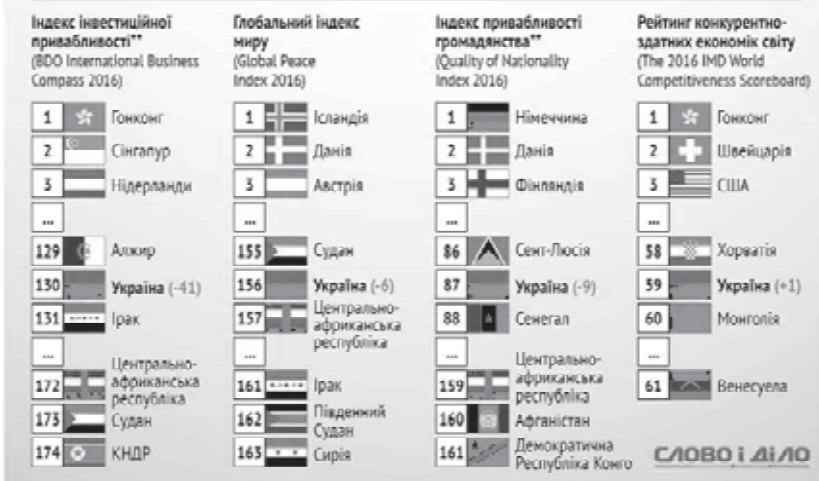 Індекс інвестиційної
привабливості**
(BDO International Business
Compass 2016)
1 Гонконг
2 Сінгапур
3 Нідерланди
...
129 Алжир
130 Україна (-41)
131 Ірак
...
172 Центрально-
африканська
республіка
173 Судан
174 КНДР
Глобальний індекс
миру
(Global Peace
Index 2016)
1 Ісландія
2 Данія
3 Австрія
...
155 Судан
156 Україна (-6)
157 Центрально-
африканська
республіка
...
161 Ірак
162 Південний
Судан
163 Сирія
Індекс привабливості
громадянства**
(Quality of Nationality
Index 2016)
1 Німеччина
2 Данія
3 Фінляндія
...
86 Сент-Люсія
87 Україна (-9)
88 Сенегал
...
159 Центрально-
африканська
республіка
160 Афганістан
161 Демократична
Республіка Конго
Рейтинг конкуренто-
здатних економік світу
(The 2016 IMD World
Competitiveness Scoreboard)
1 Гонконг
2 Швейцарія
3 США
...
58 Хорватія
59 Україна (+1)
60 Монголія
...
61 Венесуела
СЛОВО і ДІЛО